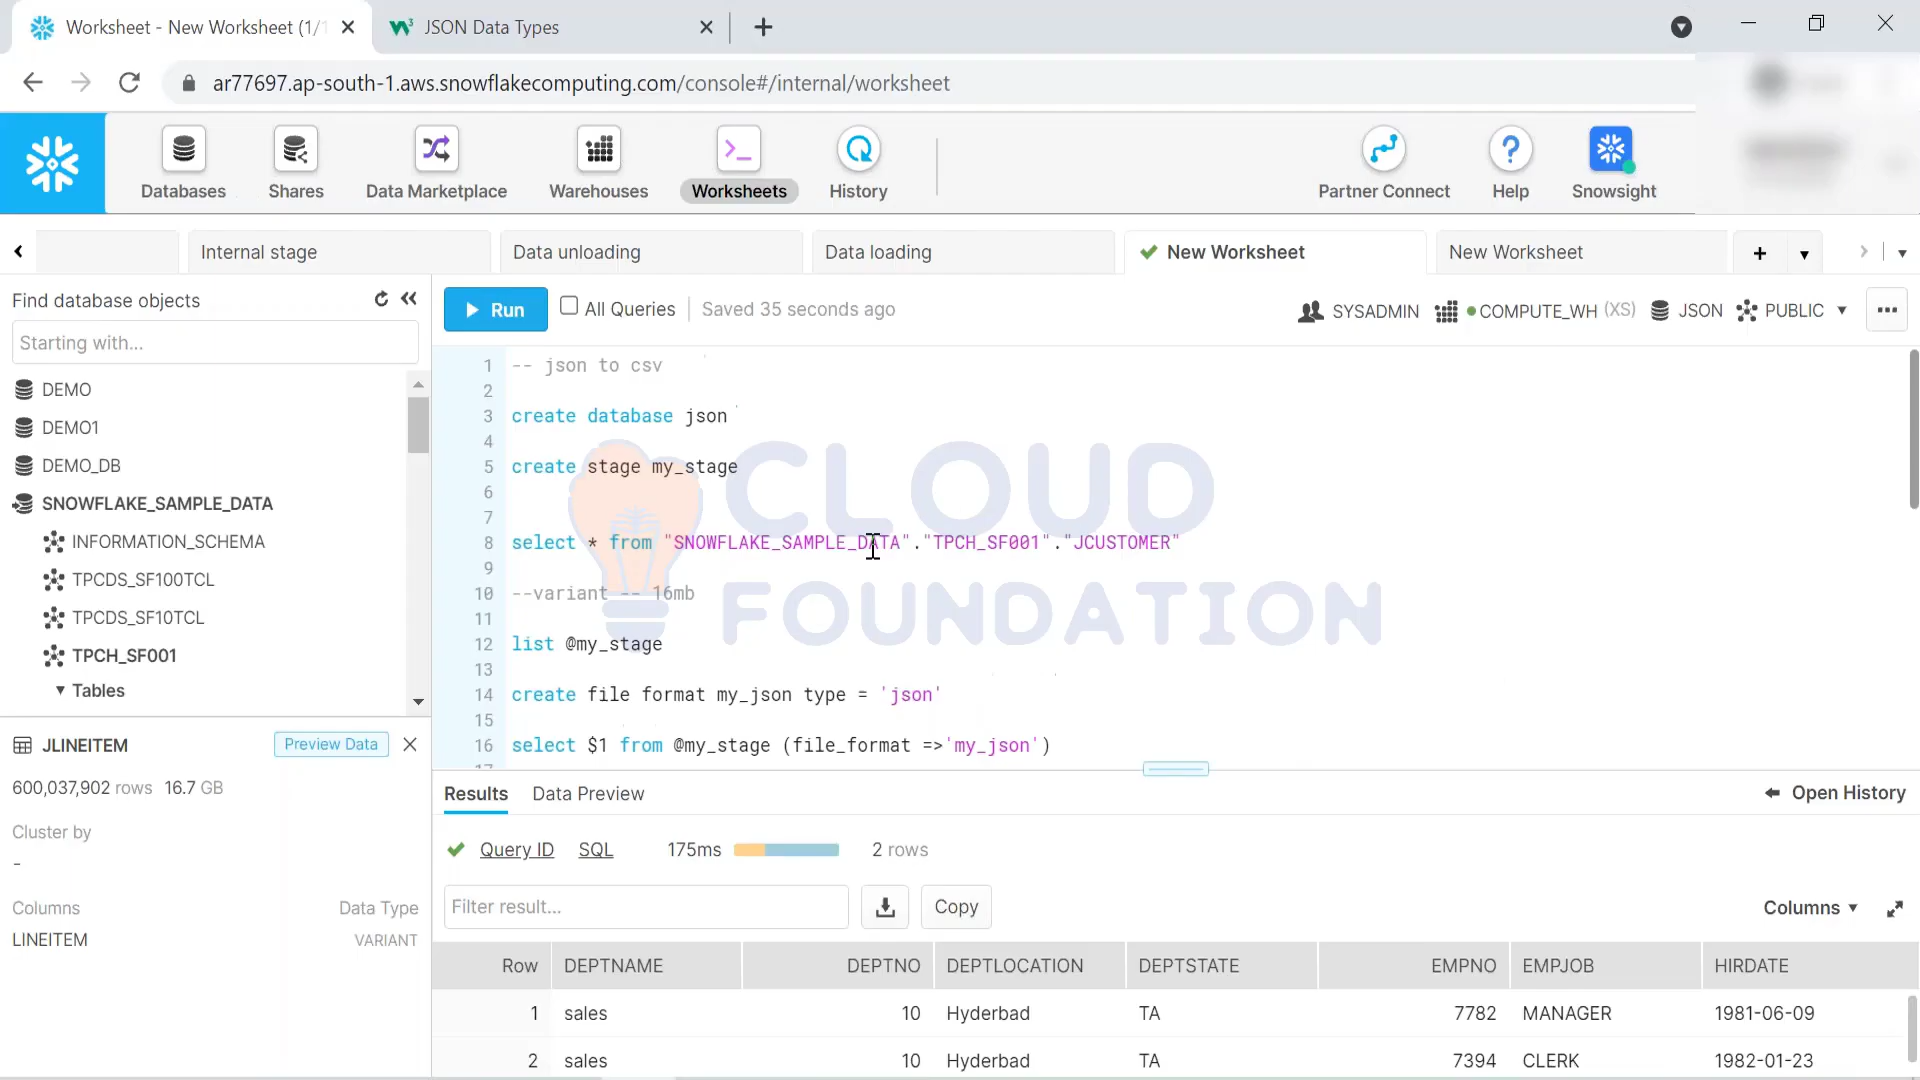 Worksheet - New Worksheet (1/1
JSON Data Types
ar77697.ap-south-1.aws.snowflakecomputing.com/console#/internal/worksheet
Databases
Shares
Data Marketplace
Warehouses
Worksheets
History
Partner Connect
Help
Snowsight
Internal stage
Data unloading
Data loading
New Worksheet
New Worksheet
Find database objects
Run
All Queries
Saved 35 seconds ago
SYSADMIN
COMPUTE_WH (XS)
JSON
PUBLIC
Starting with...
DEMO
DEMO1
DEMO_DB
SNOWFLAKE_SAMPLE_DATA
INFORMATION_SCHEMA
TPCDS_SF100TCL
TPCDS_SF10TCL
TPCH_SF001
Tables
1 -- json to csv
2
3 create database json
4
5 create stage my_stage
6
7
8 select * from "SNOWFLAKE_SAMPLE_DATA"."TPCH_SF001"."JCUSTOMER"
9
10 --variant -- 16mb
11
12 list @my_stage
13
14 create file format my_json type = 'json'
15
16 select $1 from @my_stage (file_format =>'my_json')
17
CLOUD
FOUNDATION
JLINEITEM
Preview Data
600,037,902 rows 16.7 GB
Cluster by
-
Columns Data Type
LINEITEM VARIANT
Results
Data Preview
Open History
Query ID
SQL
175ms
2 rows
Filter result...
Copy
Columns
Row DEPTNAME DEPTNO DEPTLOCATION DEPTSTATE EMPNO EMPJOB HIRDATE
1 sales 10 Hyderbad TA 7782 MANAGER 1981-06-09
2 sales 10 Hyderbad TA 7394 CLERK 1982-01-23